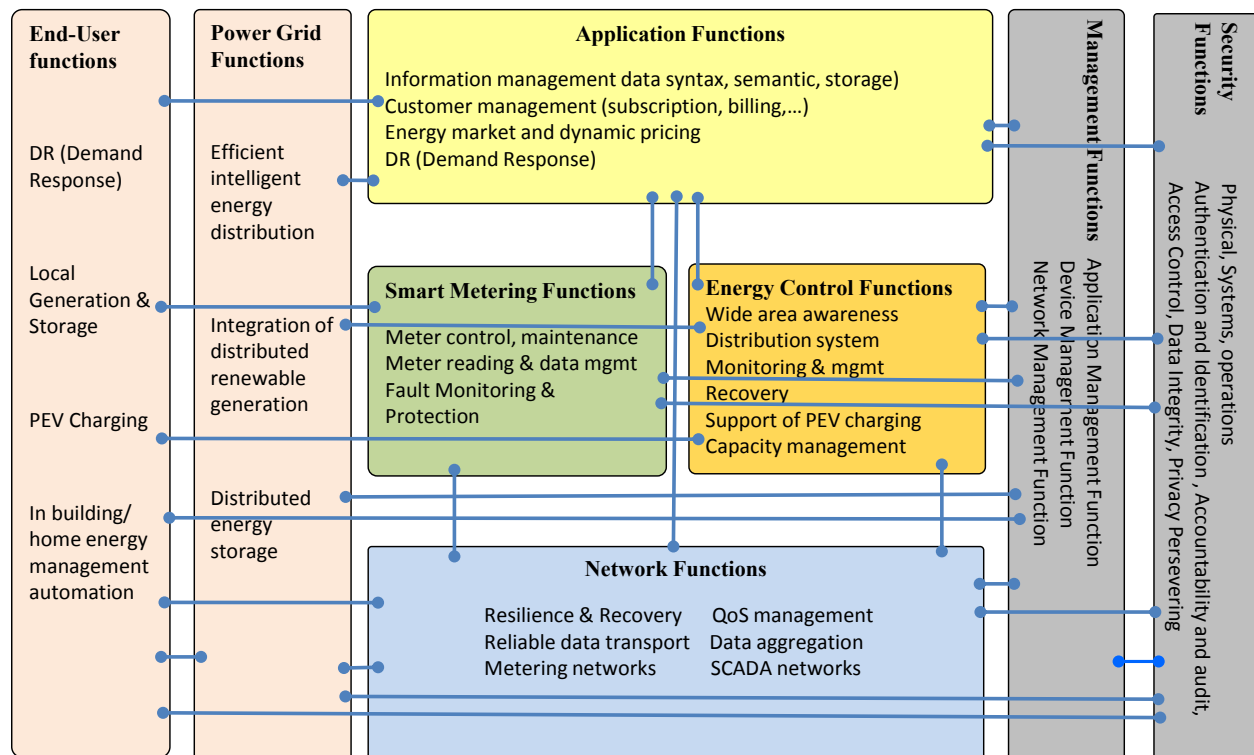 End-User
functions
DR (Demand
Response)
Local
Generation &
Storage
PEV Charging
In building/
home energy
management
automation
Power Grid
Functions
Efficient
intelligent
energy
distribution
Integration of
distributed
renewable
generation
Distributed
energy
storage
Application Functions
Information management data syntax, semantic, storage)
Customer management (subscription, billing,...)
Energy market and dynamic pricing
DR (Demand Response)
Smart Metering Functions
Meter control, maintenance
Meter reading & data mgmt
Fault Monitoring &
Protection
Energy Control Functions
Wide area awareness
Distribution system
Monitoring & mgmt
Recovery
Support of PEV charging
Capacity management
Network Functions
Resilience & Recovery QoS management
Reliable data transport Data aggregation
Metering networks SCADA networks
Management Functions
Application Management Function
Device Management Function
Network Management Function
Security
Functions
Physical, Systems, operations
Authentication and Identification , Accountability and audit,
Access Control, Data Integrity, Privacy Persevering